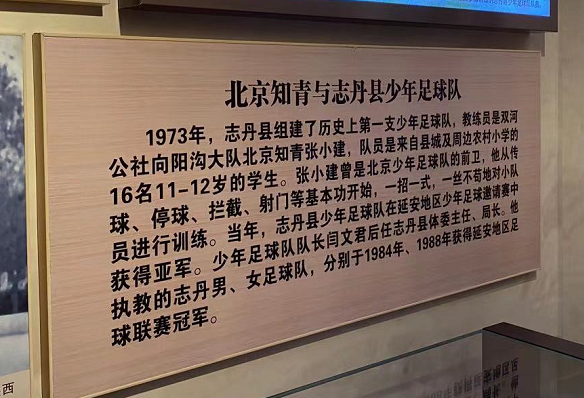 北京知青与志丹县少年足球队
1973年，志丹县组建了历史上第一支少年足球队，教练员是双河
公社向阳沟大队北京知青张小建，队员是来自县城及周边农村小学的
16名11-12岁的学生。张小建曾是北京少年足球队的前卫，他从传
球、停球、拦截、射门等基本功开始，一招一式，一丝不苟地对小队
员进行训练。当年，志丹县少年足球队在延安地区少年足球邀请赛中
获得亚军。少年足球队队长闫文君后任志丹县体委主任、局长。他
执教的志丹男、女足球队，分别于1984年、1988年获得延安地区足
球联赛冠军。
西